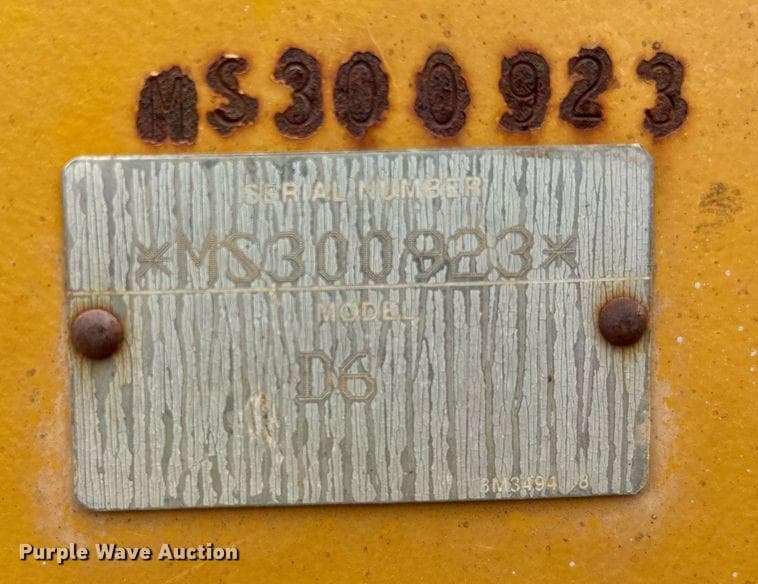 MS300923
SERIAL NUMBER
*MS300923*
MODEL
D6
3M3494 8
Purple Wave Auction